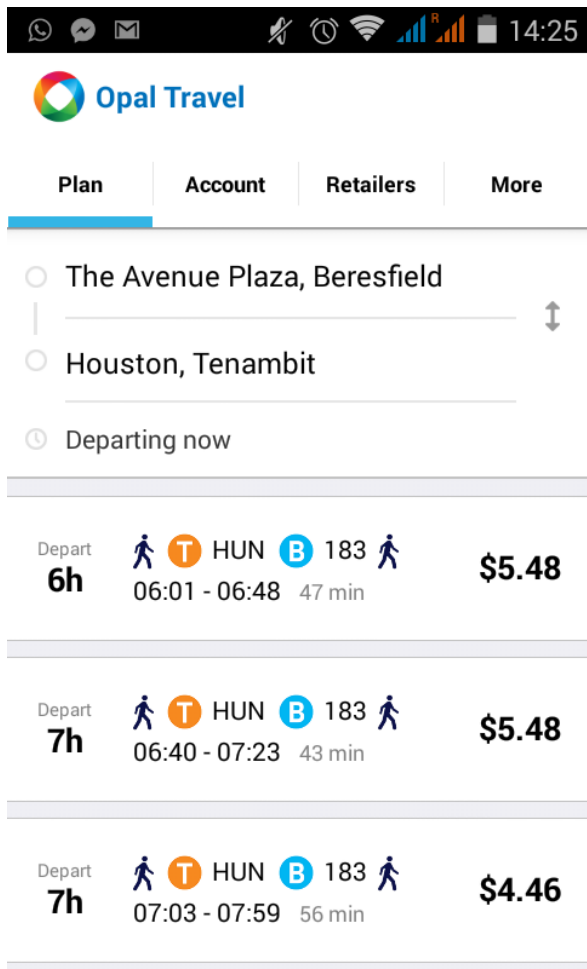 R
14:25
Opal Travel
Plan Account Retailers More
The Avenue Plaza, Beresfield
Houston, Tenambit
Departing now
Depart
6h
T HUN B 183
06:01 - 06:48 47 min
$5.48
Depart
7h
T HUN B 183
06:40 - 07:23 43 min
$5.48
Depart
7h
T HUN B 183
07:03 - 07:59 56 min
$4.46